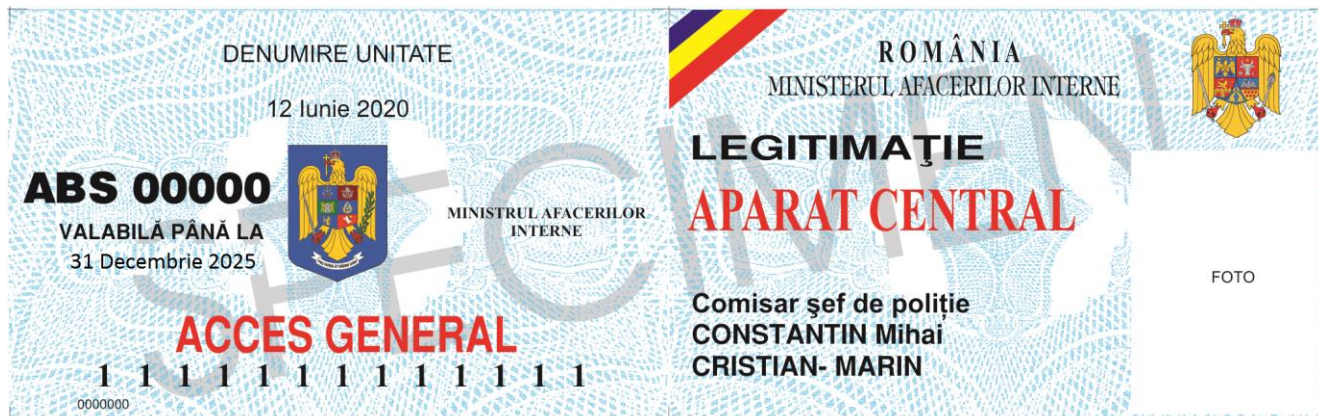 DENUMIRE UNITATE
12 Iunie 2020
ABS 00000
VALABILĂ PÂNĂ LA
31 Decembrie 2025
MINISTRUL AFACERILOR
INTERNE
ACCES GENERAL
1 1 1 1 1 1 1 1 1 1 1 1 1
0000000
ROMÂNIA
MINISTERUL AFACERILOR INTERNE
LEGITIMAŢIE
APARAT CENTRAL
Comisar şef de poliție
CONSTANTIN Mihai
CRISTIAN- MARIN
FOTO
SPECIMEN